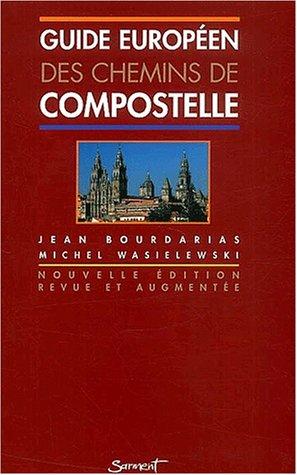 GUIDE EUROPÉEN
DES CHEMINS DE
COMPOSTELLE
JEAN BOURDARIAS
MICHEL WASIELEWSKI
NOUVELLE ÉDITION
REVUE ET AUGMENTÉE
Sarment